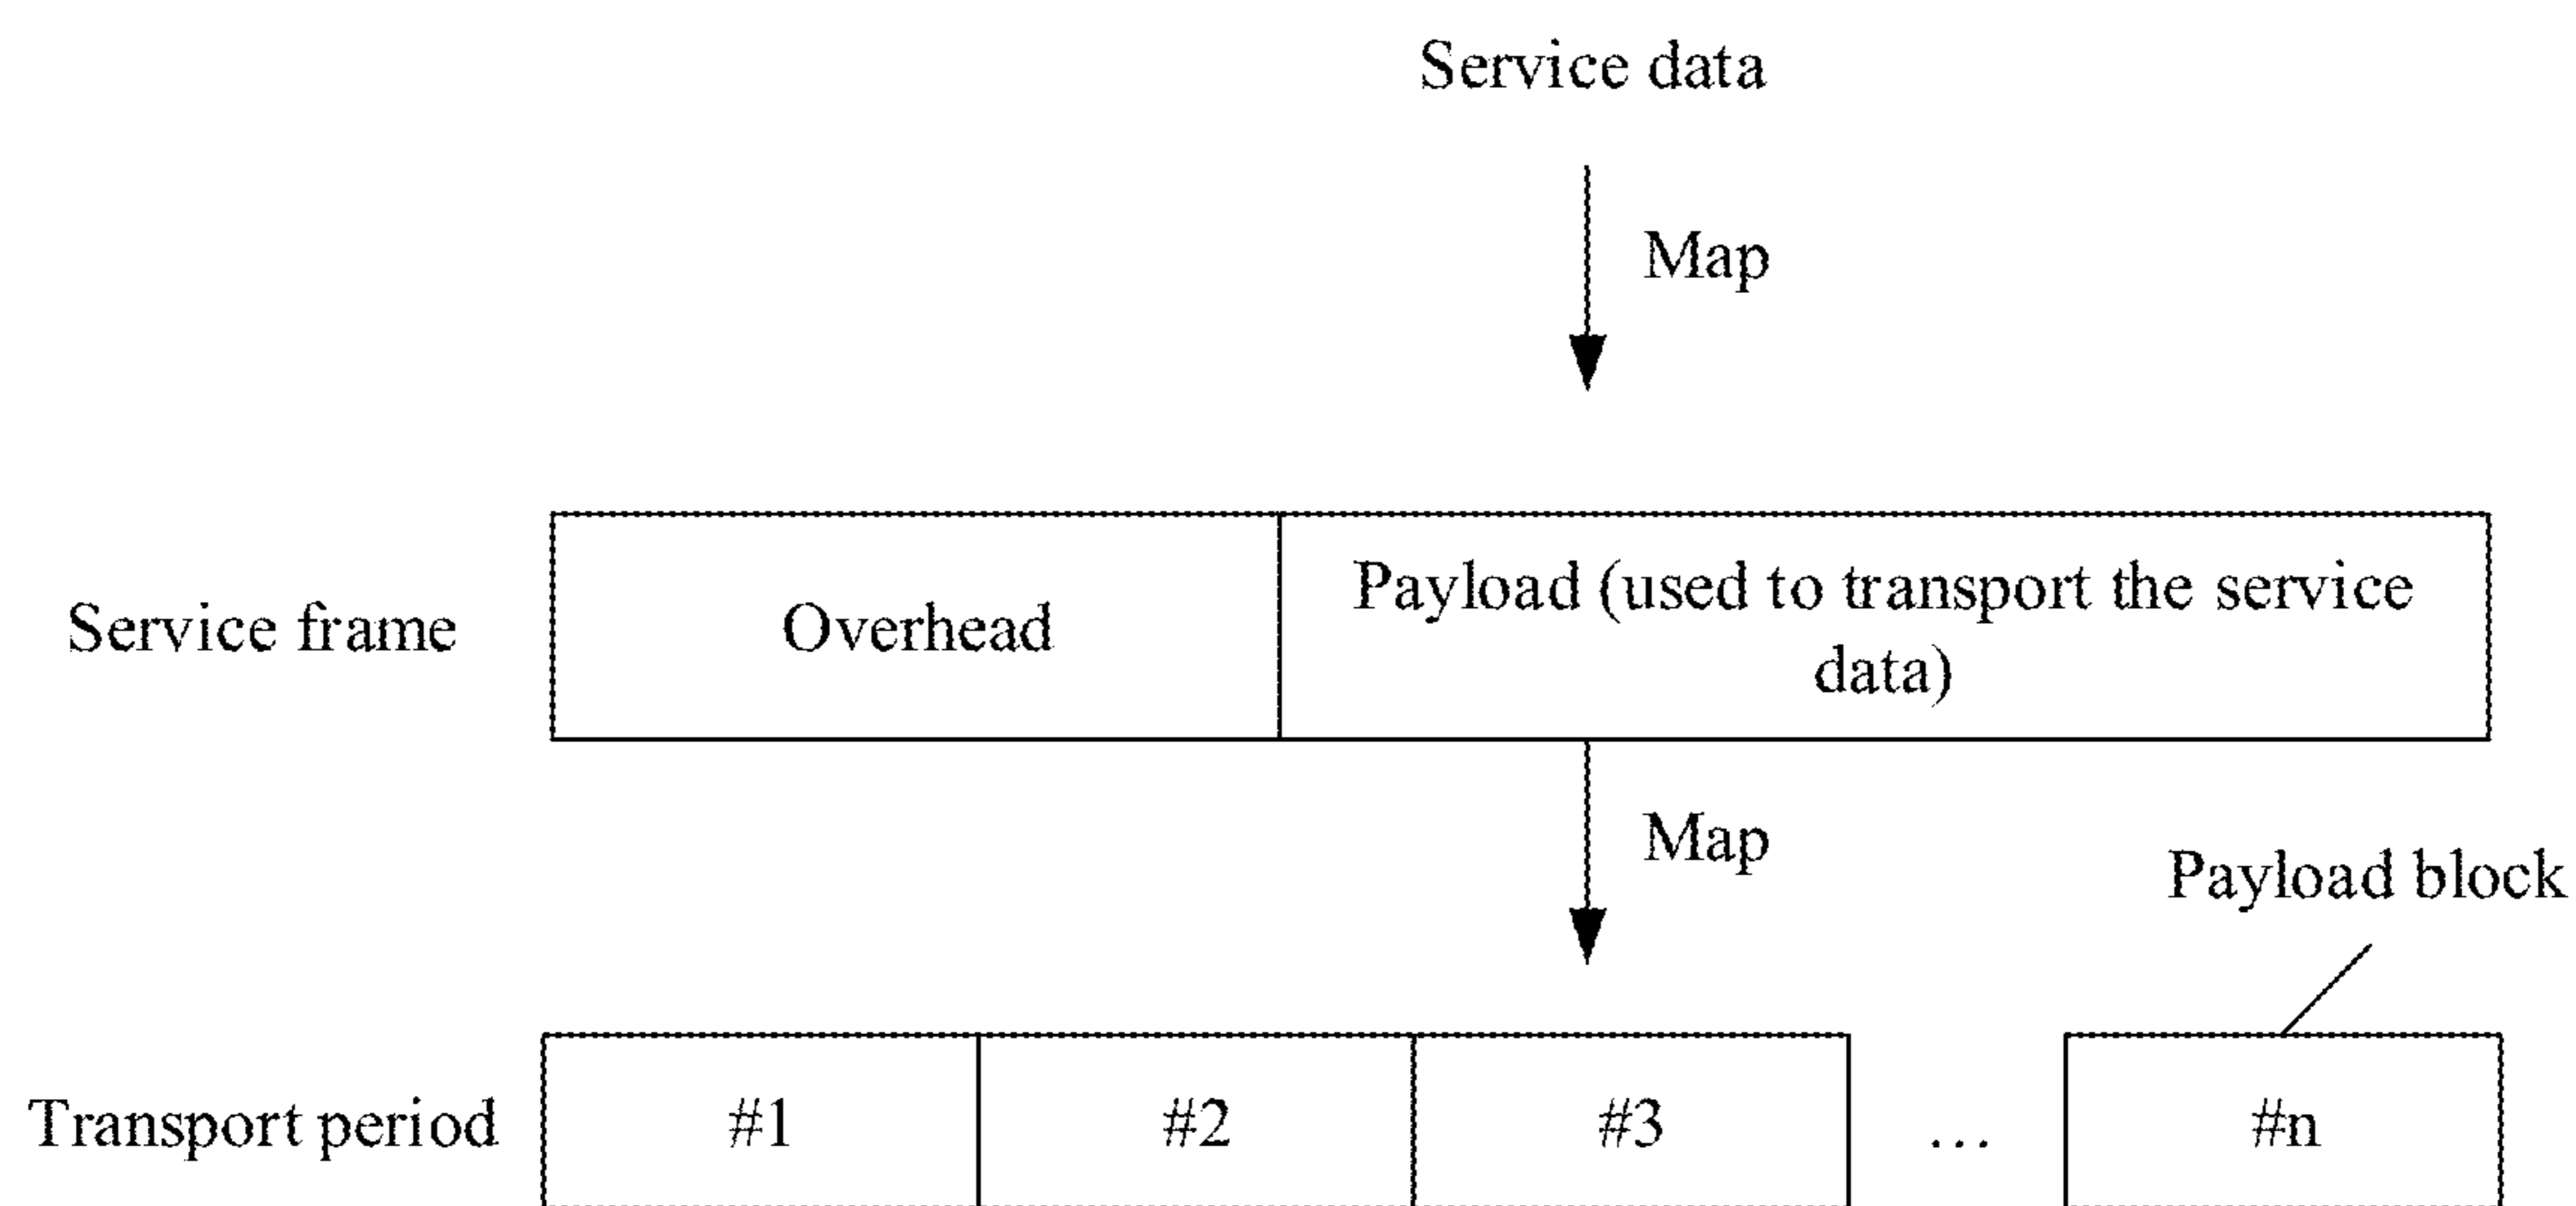 Service data
Map
Service frame
Overhead
Payload (used to transport the service
data)
Map
Payload block
Transport period
#1
#2
#3
...
#n